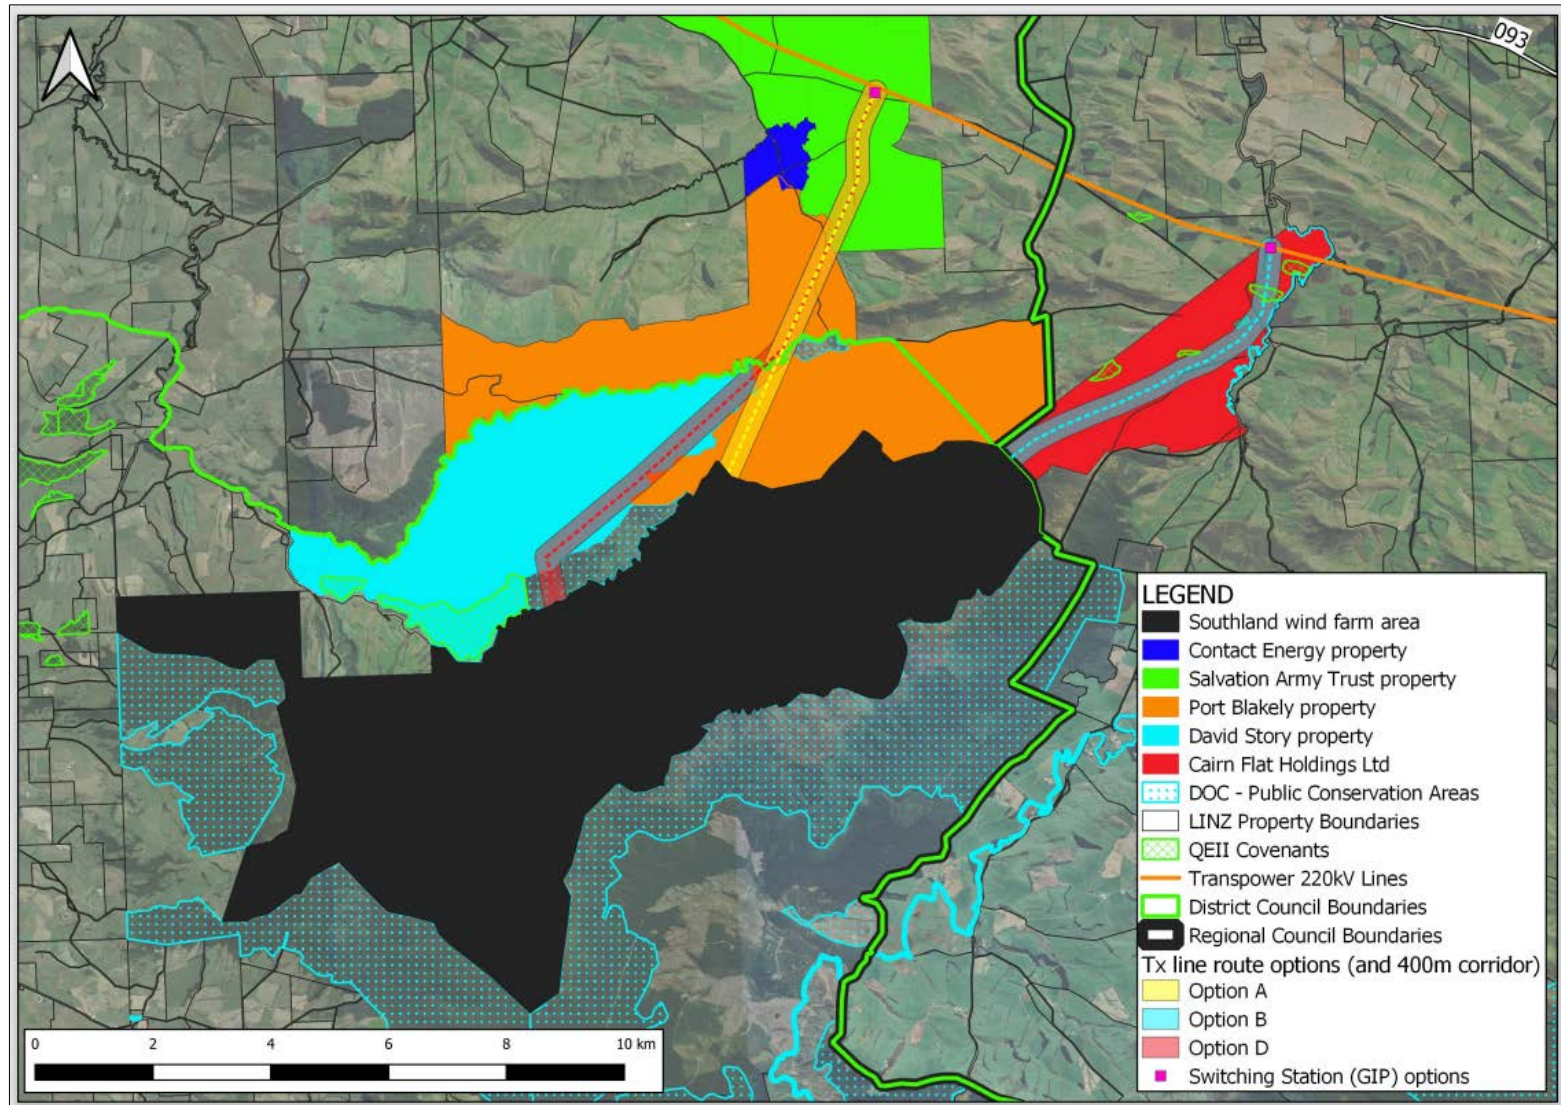 093
LEGEND
Southland wind farm area
Contact Energy property
Salvation Army Trust property
Port Blakely property
David Story property
Cairn Flat Holdings Ltd
DOC - Public Conservation Areas
LINZ Property Boundaries
QEII Covenants
Transpower 220kV Lines
District Council Boundaries
Regional Council Boundaries
Tx line route options (and 400m corridor)
Option A
Option B
Option D
Switching Station (GIP) options
0 2 4 6 8 10 km